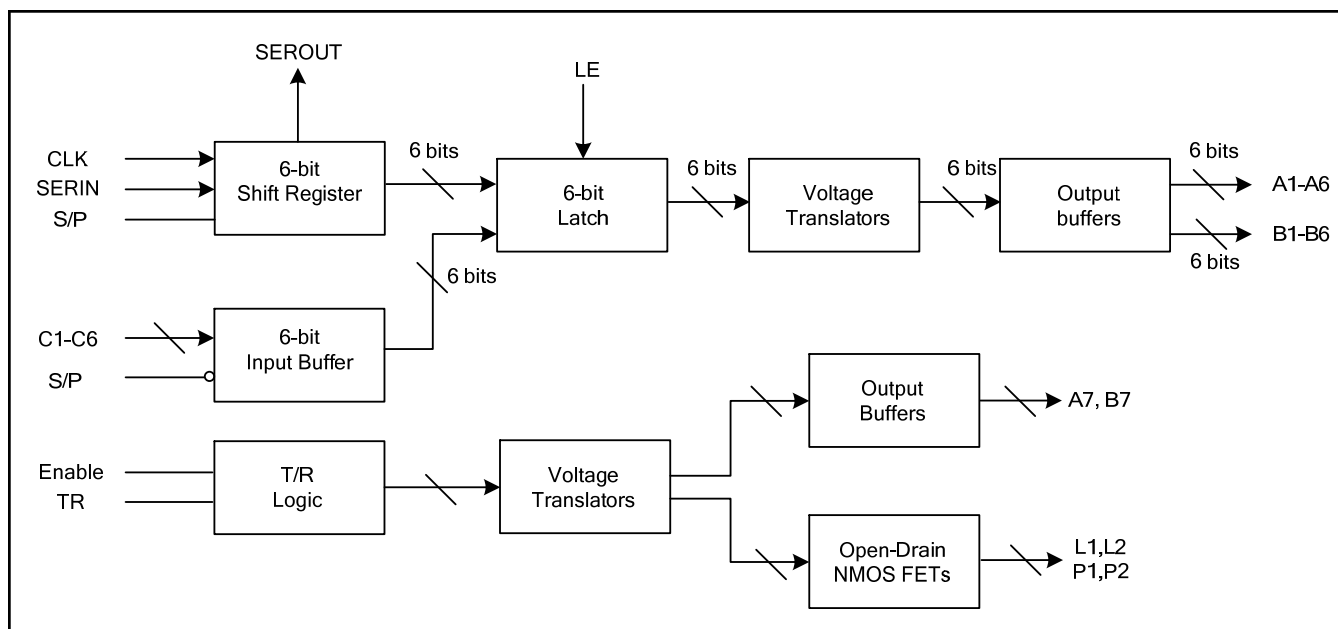 SEROUT
LE
CLK
SERIN
S/P
6-bit
Shift Register
6 bits
6-bit
Latch
6 bits
Voltage
Translators
6 bits
Output
buffers
6 bits
A1-A6
B1-B6
6 bits
6 bits
C1-C6
S/P
6-bit
Input Buffer
Output
Buffers
A7, B7
Enable
TR
T/R
Logic
Voltage
Translators
Open-Drain
NMOS FETs
L1,L2
P1,P2